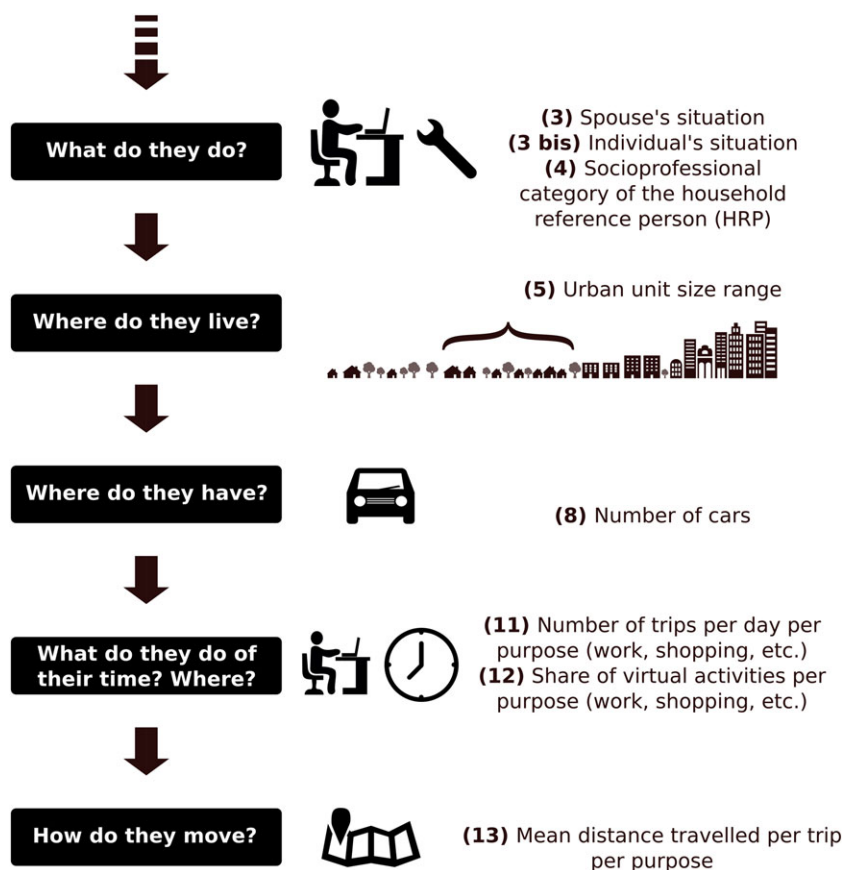 What do they do?
(3) Spouse's situation
(3 bis) Individual's situation
(4) Socioprofessional
category of the household
reference person (HRP)
Where do they live?
(5) Urban unit size range
Where do they have?
(8) Number of cars
What do they do of
their time? Where?
(11) Number of trips per day per
purpose (work, shopping, etc.)
(12) Share of virtual activities per
purpose (work, shopping, etc.)
How do they move?
(13) Mean distance travelled per trip
per purpose